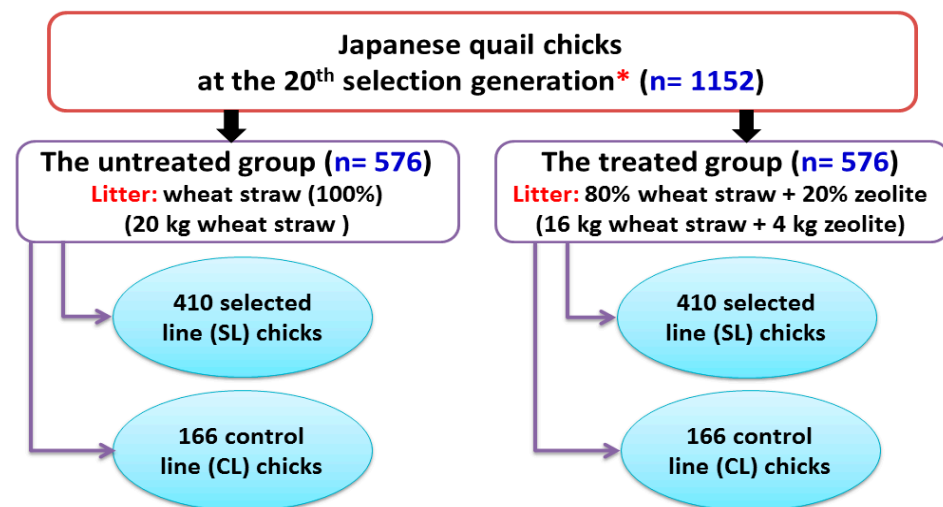 Japanese quail chicks
at the 20th selection generation* (n= 1152)
The untreated group (n= 576)
Litter: wheat straw (100%)
(20 kg wheat straw )
410 selected
line (SL) chicks
166 control
line (CL) chicks
The treated group (n= 576)
Litter: 80% wheat straw + 20% zeolite
(16 kg wheat straw + 4 kg zeolite)
410 selected
line (SL) chicks
166 control
line (CL) chicks